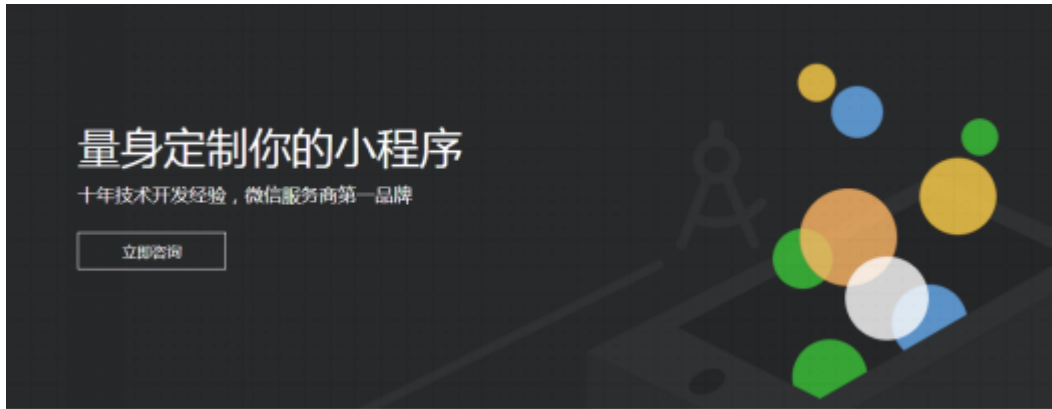 量身定制你的小程序
十年技术开发经验，微信服务商第一品牌
立即咨询